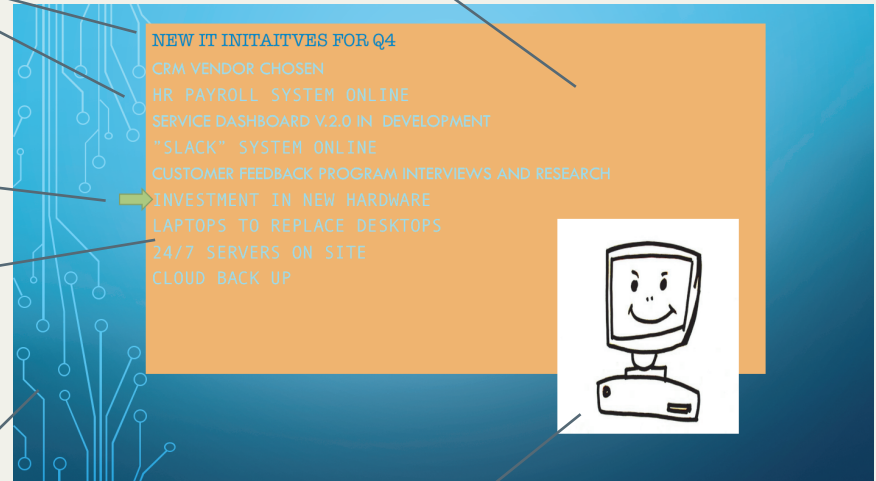 NEW IT INITAITVES FOR Q4
CRM VENDOR CHOSEN
HR PAYROLL SYSTEM ONLINE
SERVICE DASHBOARD V.2.0 IN DEVELOPMENT
"SLACK" SYSTEM ONLINE
CUSTOMER FEEDBACK PROGRAM INTERVIEWS AND RESEARCH
INVESTMENT IN NEW HARDWARE
LAPTOPS TO REPLACE DESKTOPS
24/7 SERVERS ON SITE
CLOUD BACK UP